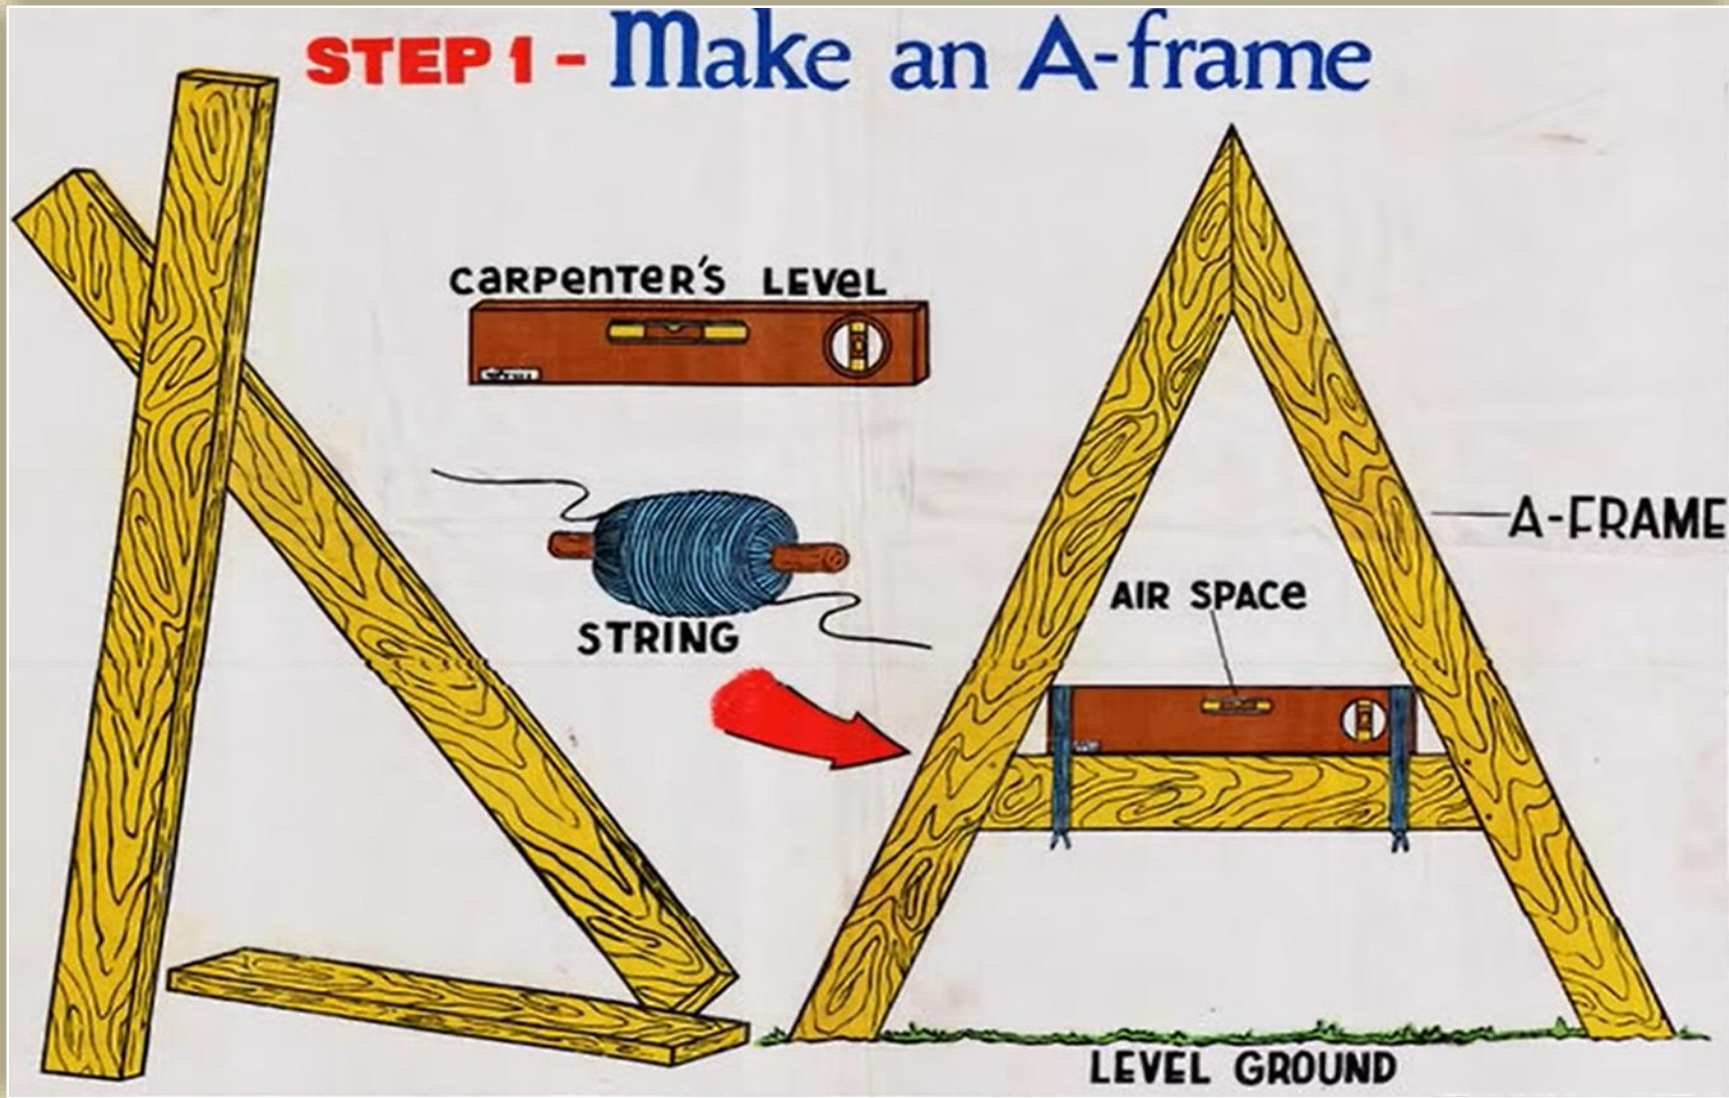 STEP 1 - Make an A-frame
CARPENTER'S LEVEL
STRING
A-FRAME
AIR SPACE
LEVEL GROUND